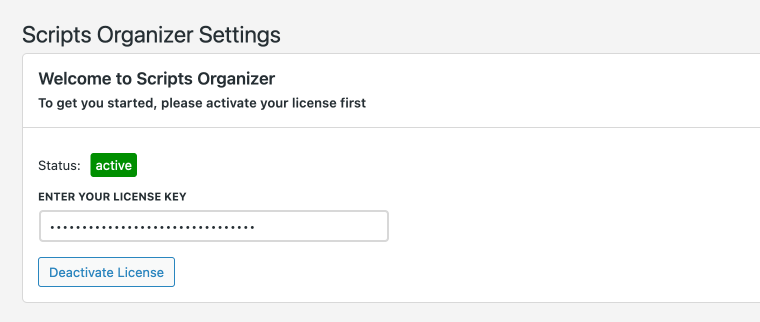 Scripts Organizer Settings
Welcome to Scripts Organizer
To get you started, please activate your license first
Status: active
ENTER YOUR LICENSE KEY
••••••••••••••••••••••••••••••••
Deactivate License